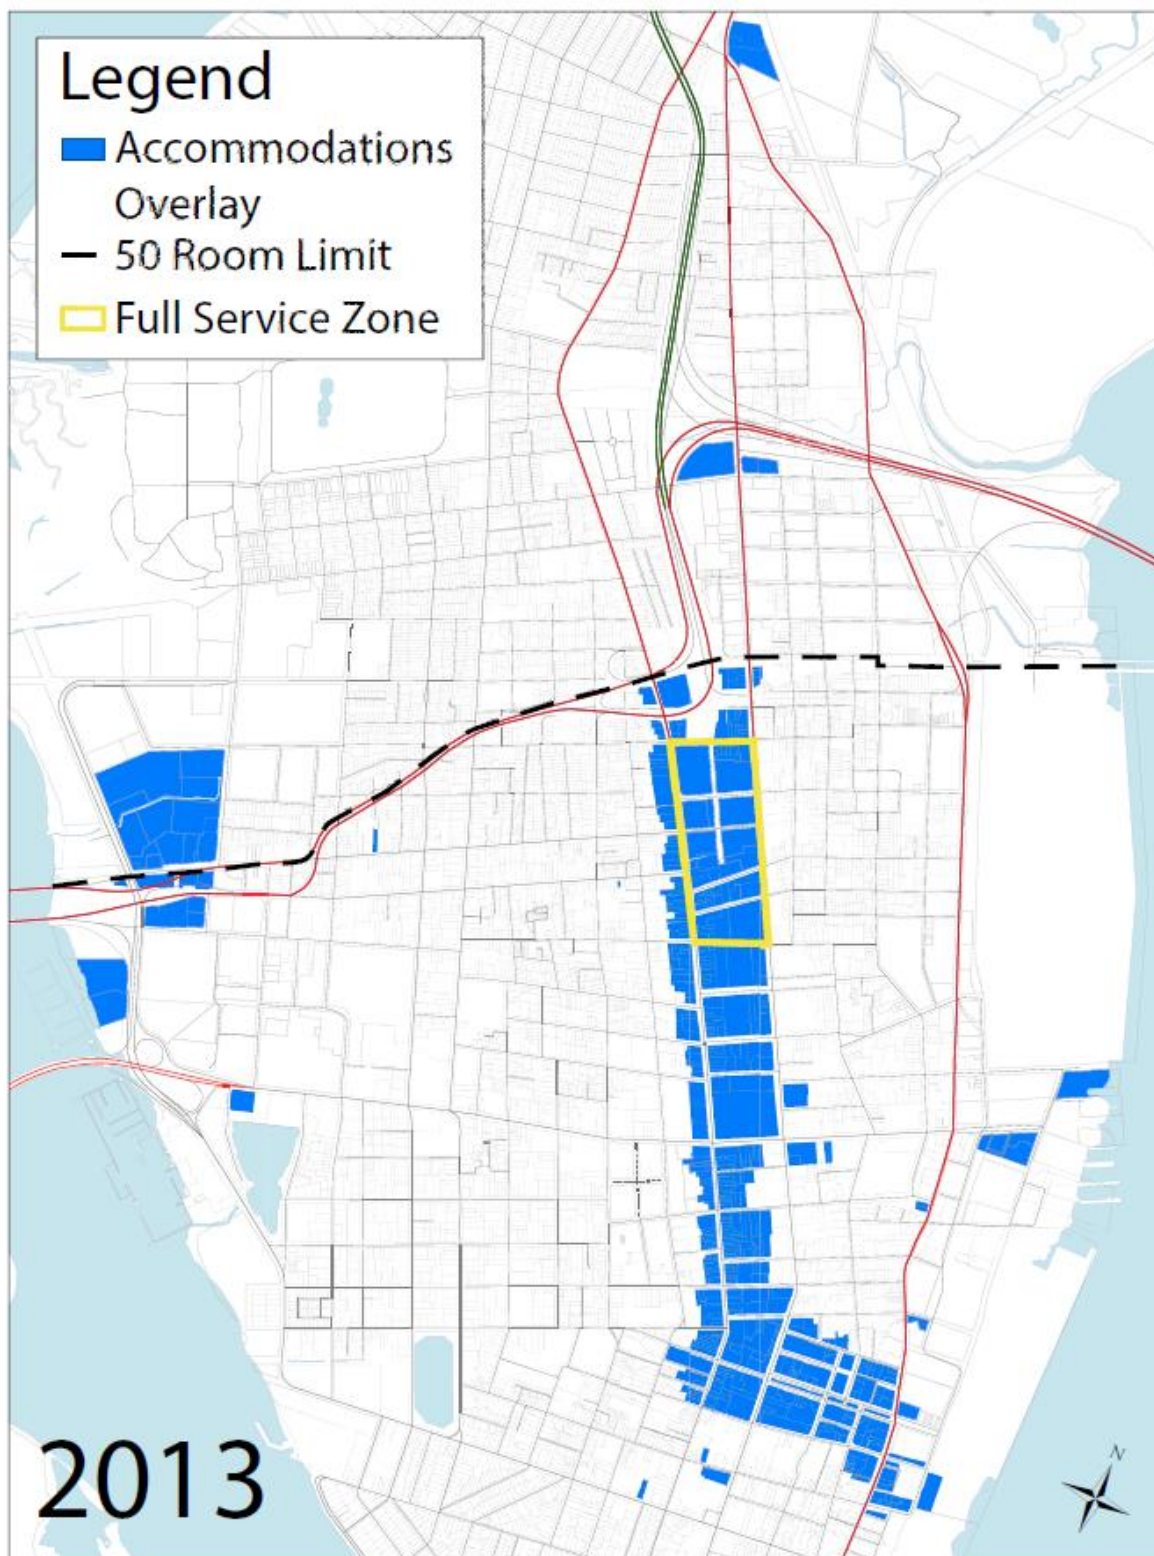 Legend
Accommodations
Overlay
50 Room Limit
Full Service Zone
2013
N